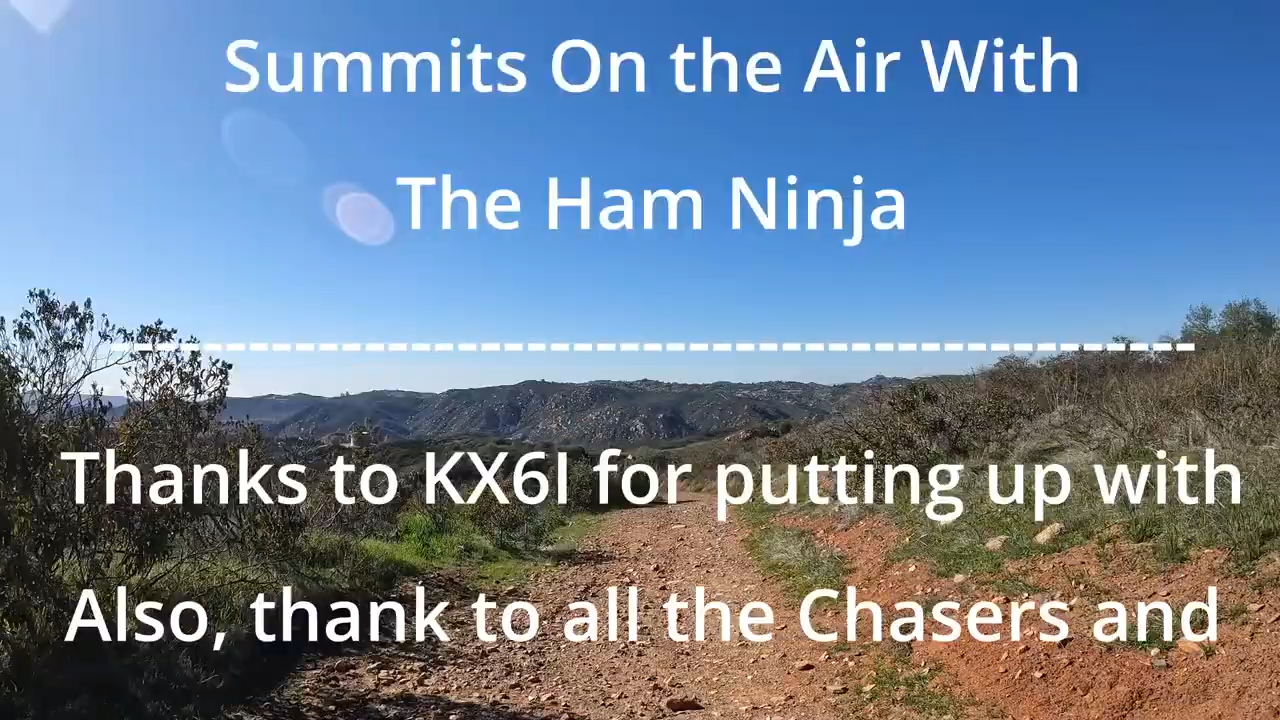 Summits On the Air With
The Ham Ninja
Thanks to KX6I for putting up with
Also, thank to all the Chasers and